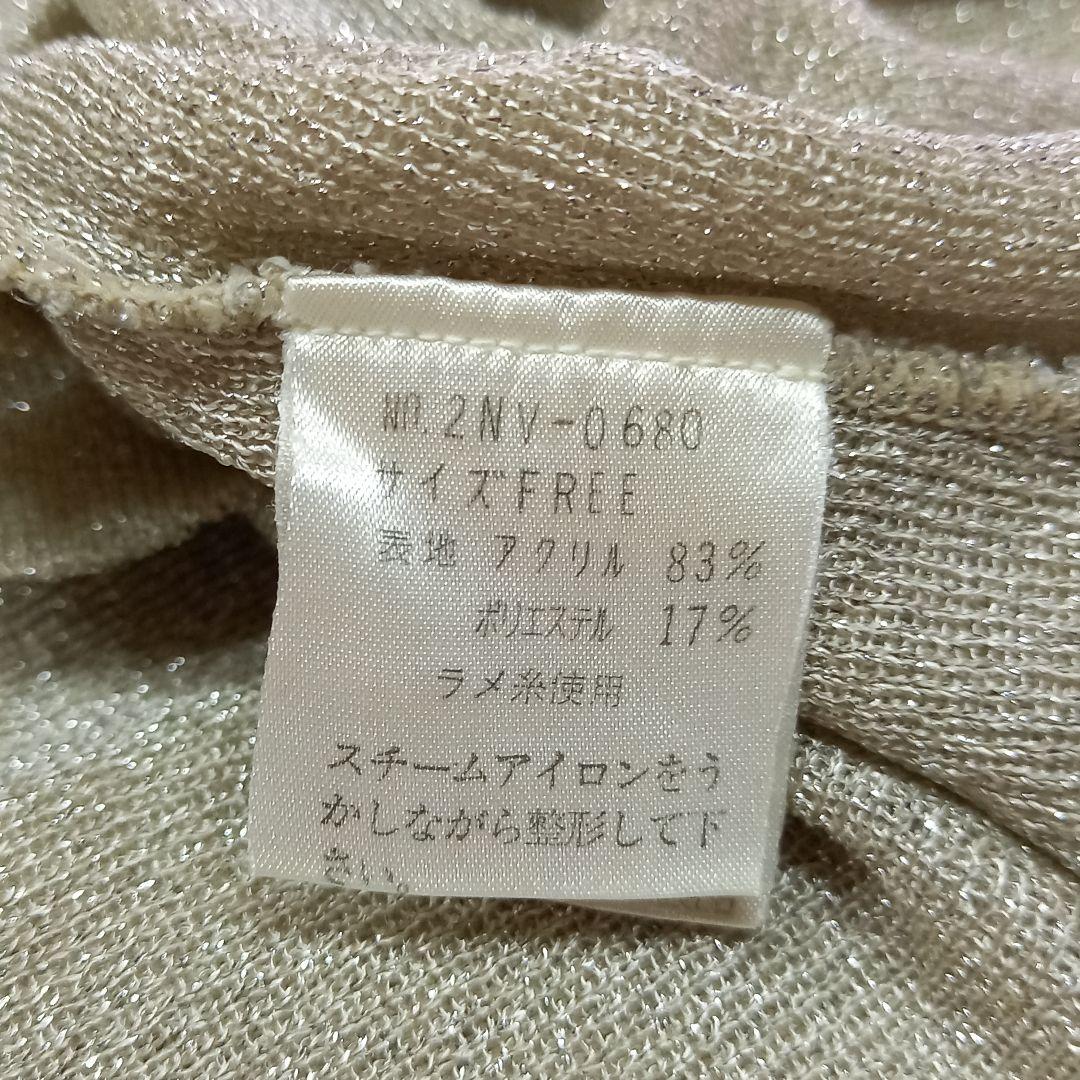 NO.2NV-0680
サイズFREE
表地 アクリル 83%
ポリエステル 17%
ラメ糸使用
スチームアイロンをう
かしながら整形して下
さい。